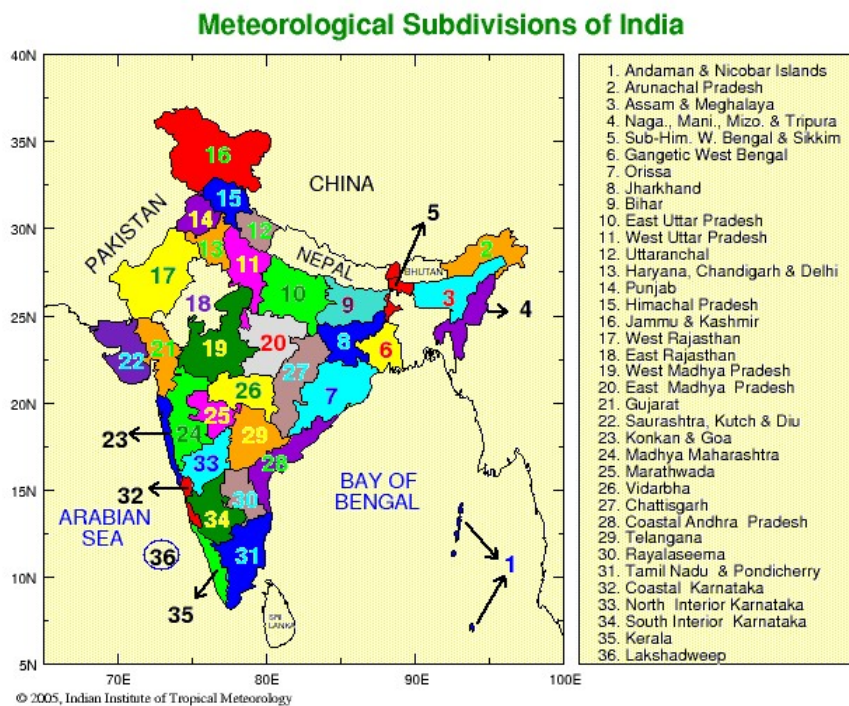 Meteorological Subdivisions of India
40N
35N
30N
25N
20N
15N
10N
5N
70E
80E
90E
100E
CHINA
PAKISTAN
NEPAL
BHUTAN
BAY OF
BENGAL
ARABIAN
SEA
SRI
LANKA
16
15
14
13
12
11
17
18
10
9
5
2
3
4
22
21
19
20
8
6
27
7
26
25
24
23
29
33
28
32
30
34
31
36
35
1
1. Andaman & Nicobar Islands
2. Arunachal Pradesh
3. Assam & Meghalaya
4. Naga., Mani., Mizo. & Tripura
5. Sub-Him. W. Bengal & Sikkim
6. Gangetic West Bengal
7. Orissa
8. Jharkhand
9. Bihar
10. East Uttar Pradesh
11. West Uttar Pradesh
12. Uttaranchal
13. Haryana, Chandigarh & Delhi
14. Punjab
15. Himachal Pradesh
16. Jammu & Kashmir
17. West Rajasthan
18. East Rajasthan
19. West Madhya Pradesh
20. East Madhya Pradesh
21. Gujarat
22. Saurashtra, Kutch & Diu
23. Konkan & Goa
24. Madhya Maharashtra
25. Marathwada
26. Vidarbha
27. Chattisgarh
28. Coastal Andhra Pradesh
29. Telangana
30. Rayalaseema
31. Tamil Nadu & Pondicherry
32. Coastal Karnataka
33. North Interior Karnataka
34. South Interior Karnataka
35. Kerala
36. Lakshadweep
© 2005, Indian Institute of Tropical Meteorology